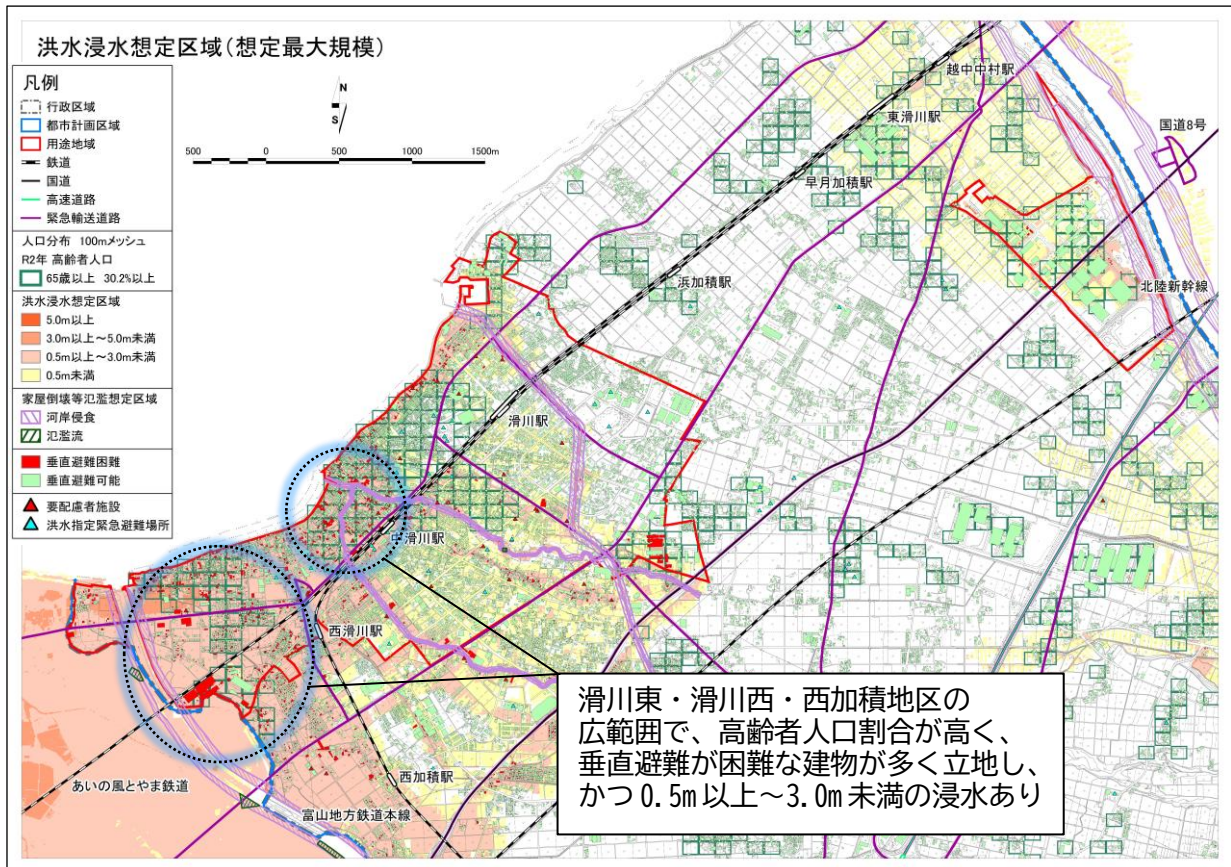 洪水浸水想定区域(想定最大規模)
凡例
行政区域
都市計画区域
用途地域
鉄道
国道
高速道路
緊急輸送道路
人口分布 100mメッシュ
R2年 高齢者人口
65歳以上 30.2%以上
洪水浸水想定区域
5.0m以上
3.0m以上～5.0m未満
0.5m以上～3.0m未満
0.5m未満
家屋倒壊等氾濫想定区域
河岸侵食
氾濫流
垂直避難困難
垂直避難可能
要配慮者施設
洪水指定緊急避難場所
N
S
500 0 500 1000 1500m
越中中村駅
東滑川駅
国道8号
早月加積駅
浜加積駅
北陸新幹線
滑川駅
中滑川駅
西滑川駅
西加積駅
あいの風とやま鉄道
富山地方鉄道本線
滑川東・滑川西・西加積地区の
広範囲で、高齢者人口割合が高く、
垂直避難が困難な建物が多く立地し、
かつ0.5m以上～3.0m未満の浸水あり